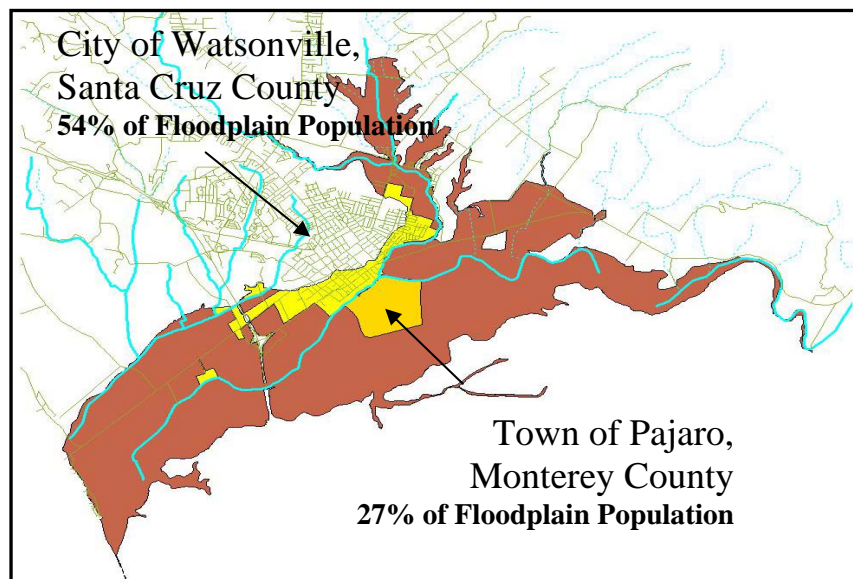 City of Watsonville,
Santa Cruz County
54% of Floodplain Population
Town of Pajaro,
Monterey County
27% of Floodplain Population